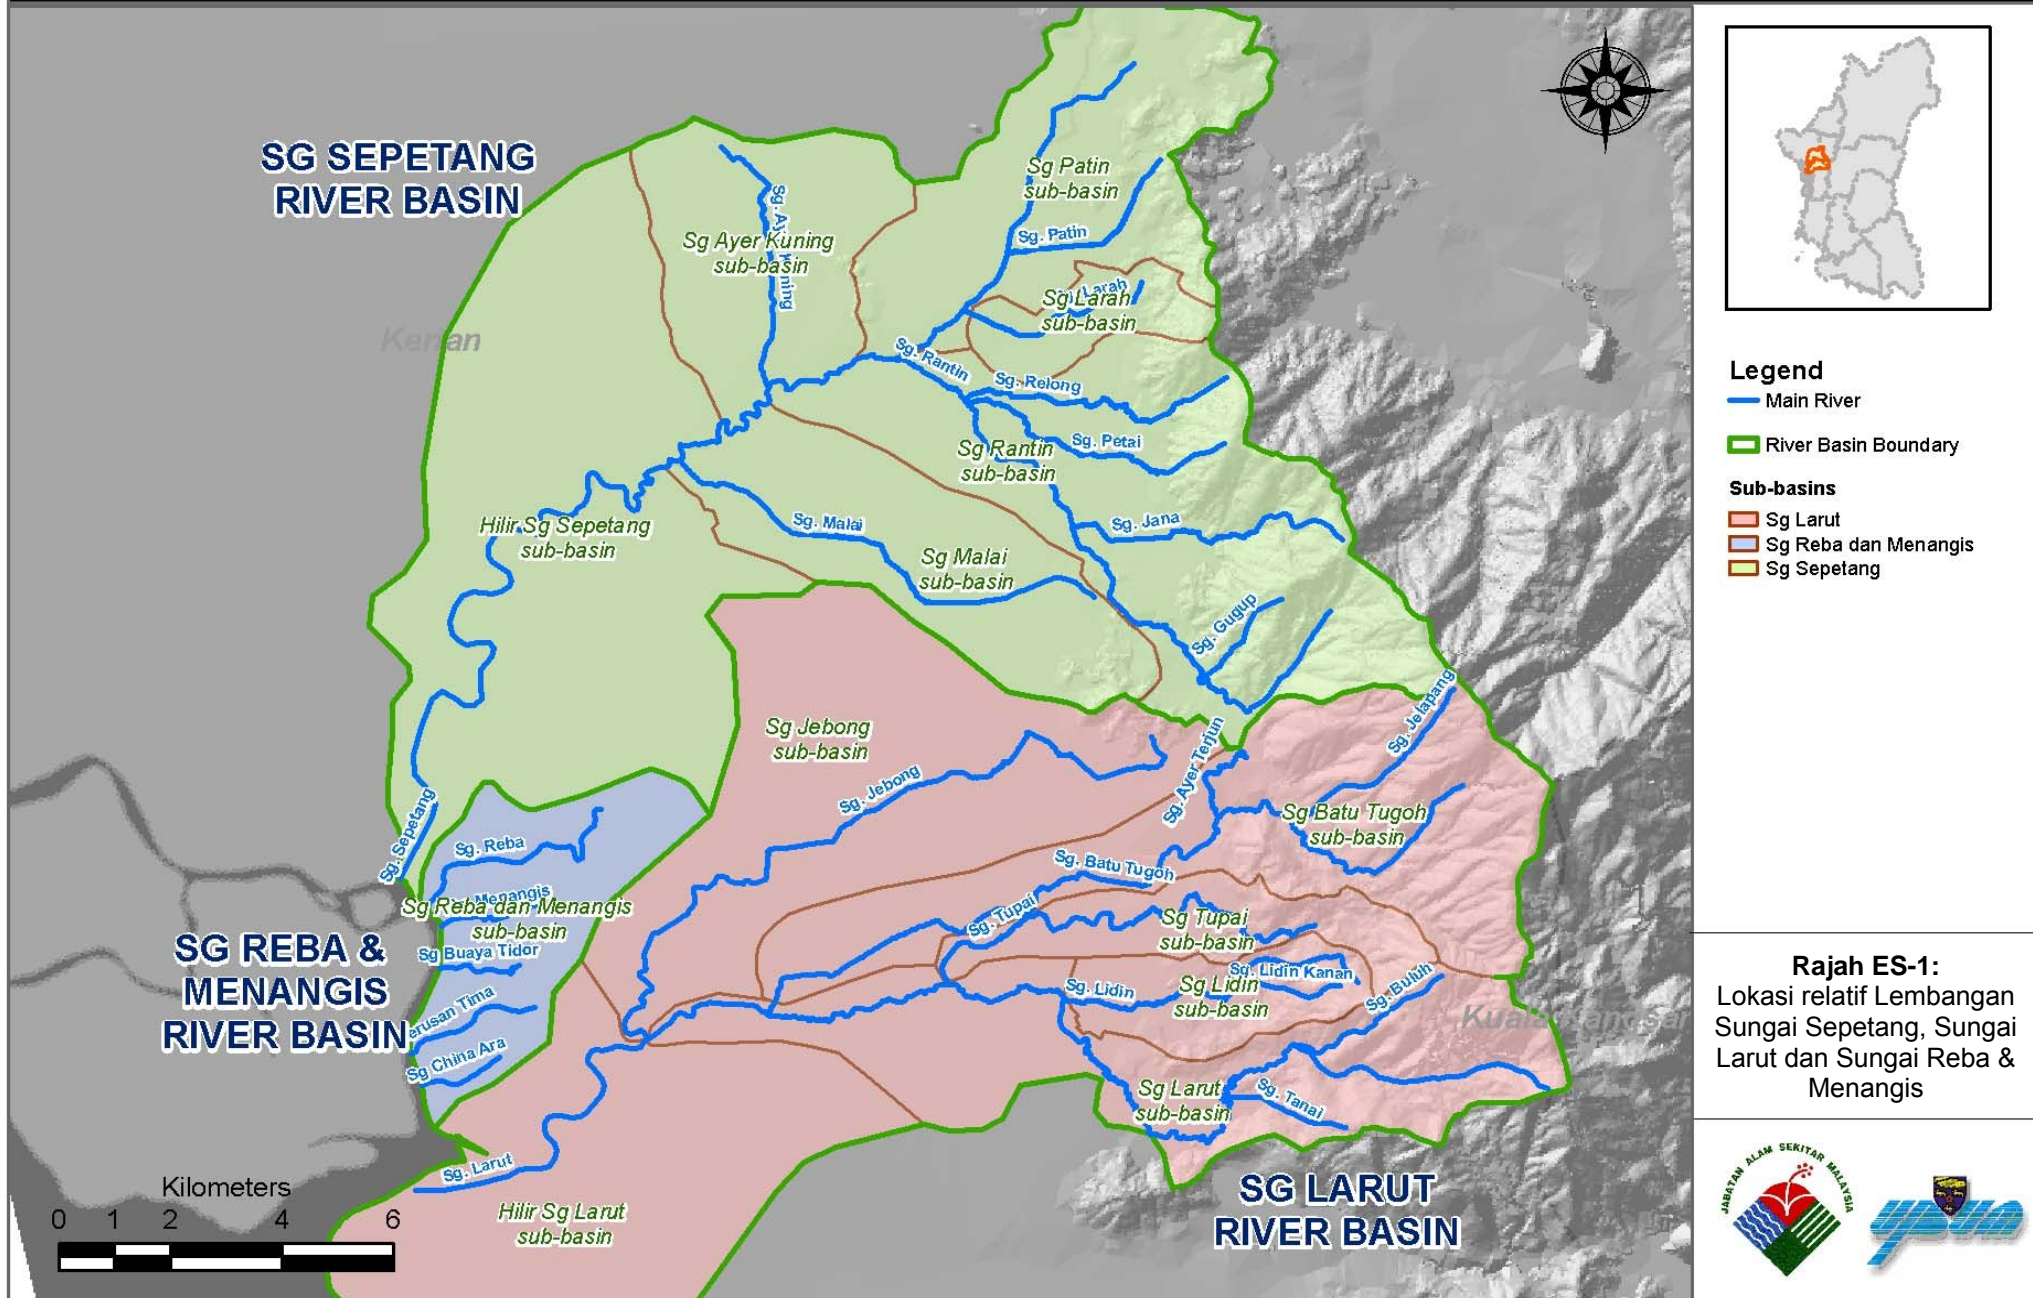 SG SEPETANG
RIVER BASIN
Sg Patin
sub-basin
Sg. Patin
Sg Ayer Kuning
sub-basin
Sg Larah
sub-basin
Sg. Rantin
Sg. Relong
Sg. Petai
Sg Rantin
sub-basin
Sg. Jana
Hilir Sg Sepetang
sub-basin
Sg. Malai
Sg Malai
sub-basin
Sg. Gugup
Sg. Jelapang
Sg Jebong
sub-basin
Sg. Jebong
Sg. Ayer Terjun
Sg Batu Tugoh
sub-basin
Sg. Sepetang
Sg. Reba
Menangis
Sg Reba dan Menangis
sub-basin
Sg Buaya Tidor
erusan Tima
Sg China Ara
SG REBA &
MENANGIS
RIVER BASIN
Sg. Batu Tugoh
Sg. Tupai
Sg Tupai
sub-basin
Sg. Lidin Kanan
Sg. Lidin
Sg Lidin
sub-basin
Sg. Buluh
Sg Larut
sub-basin
Sg. Tanai
Sg. Larut
Hilir Sg Larut
sub-basin
SG LARUT
RIVER BASIN
Kilometers
0 1 2 4 6
Legend
Main River
River Basin Boundary
Sub-basins
Sg Larut
Sg Reba dan Menangis
Sg Sepetang
Rajah ES-1:
Lokasi relatif Lembangan
Sungai Sepetang, Sungai
Larut dan Sungai Reba &
Menangis
JABATAN ALAM SEKITAR MALAYSIA
upum